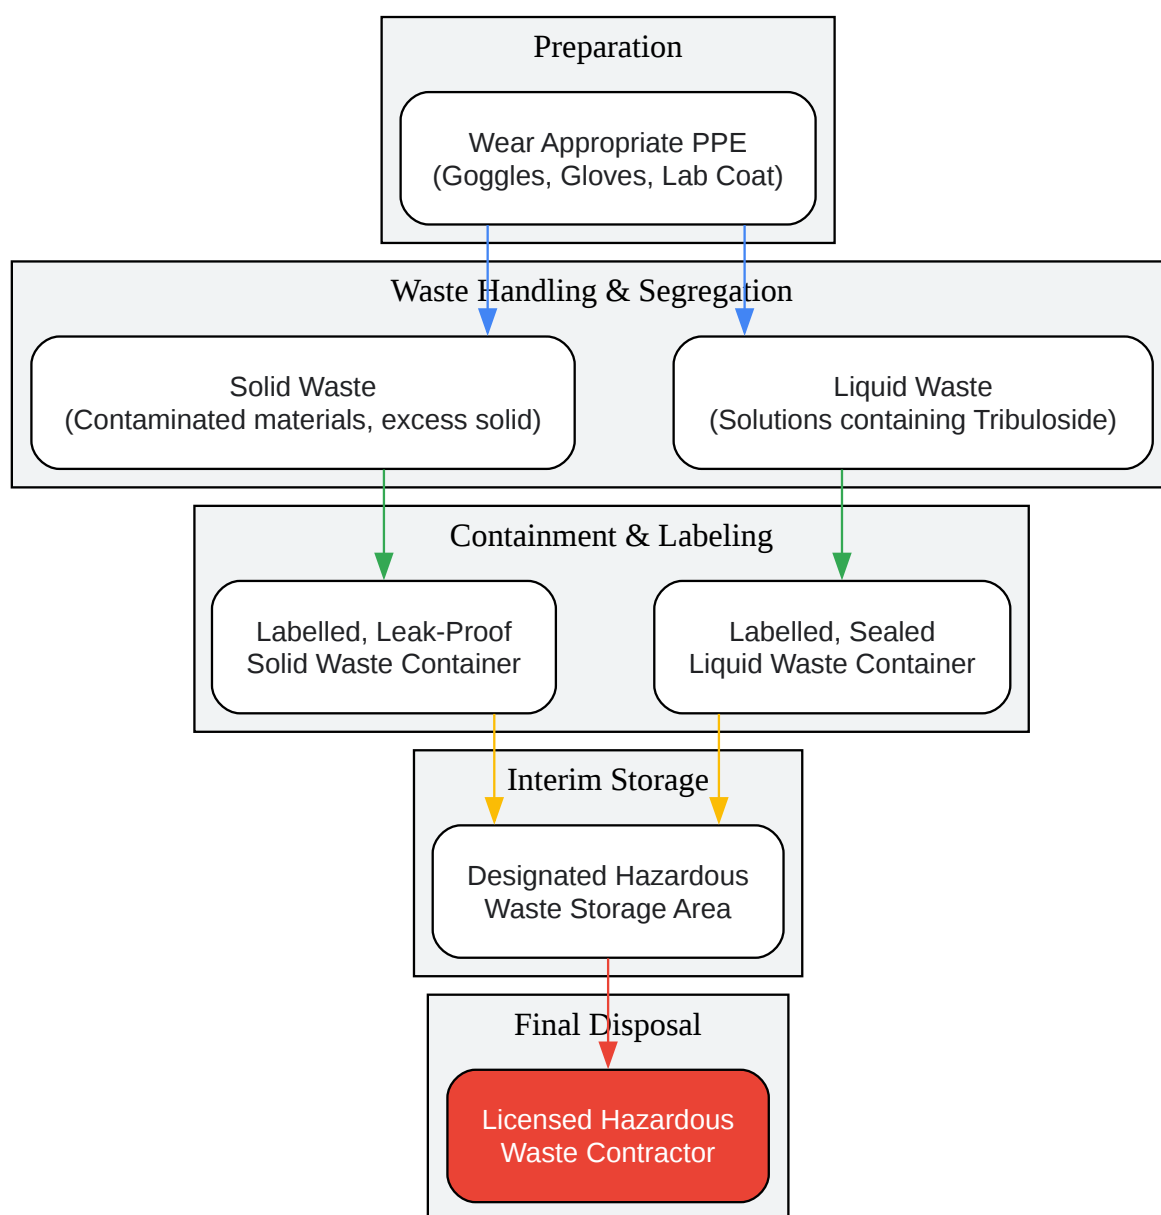 Preparation
Wear Appropriate PPE
(Goggles, Gloves, Lab Coat)
Waste Handling & Segregation
Solid Waste
(Contaminated materials, excess solid)
Liquid Waste
(Solutions containing Tribuloside)
Containment & Labeling
Labelled, Leak-Proof
Solid Waste Container
Labelled, Sealed
Liquid Waste Container
Interim Storage
Designated Hazardous
Waste Storage Area
Final Disposal
Licensed Hazardous
Waste Contractor